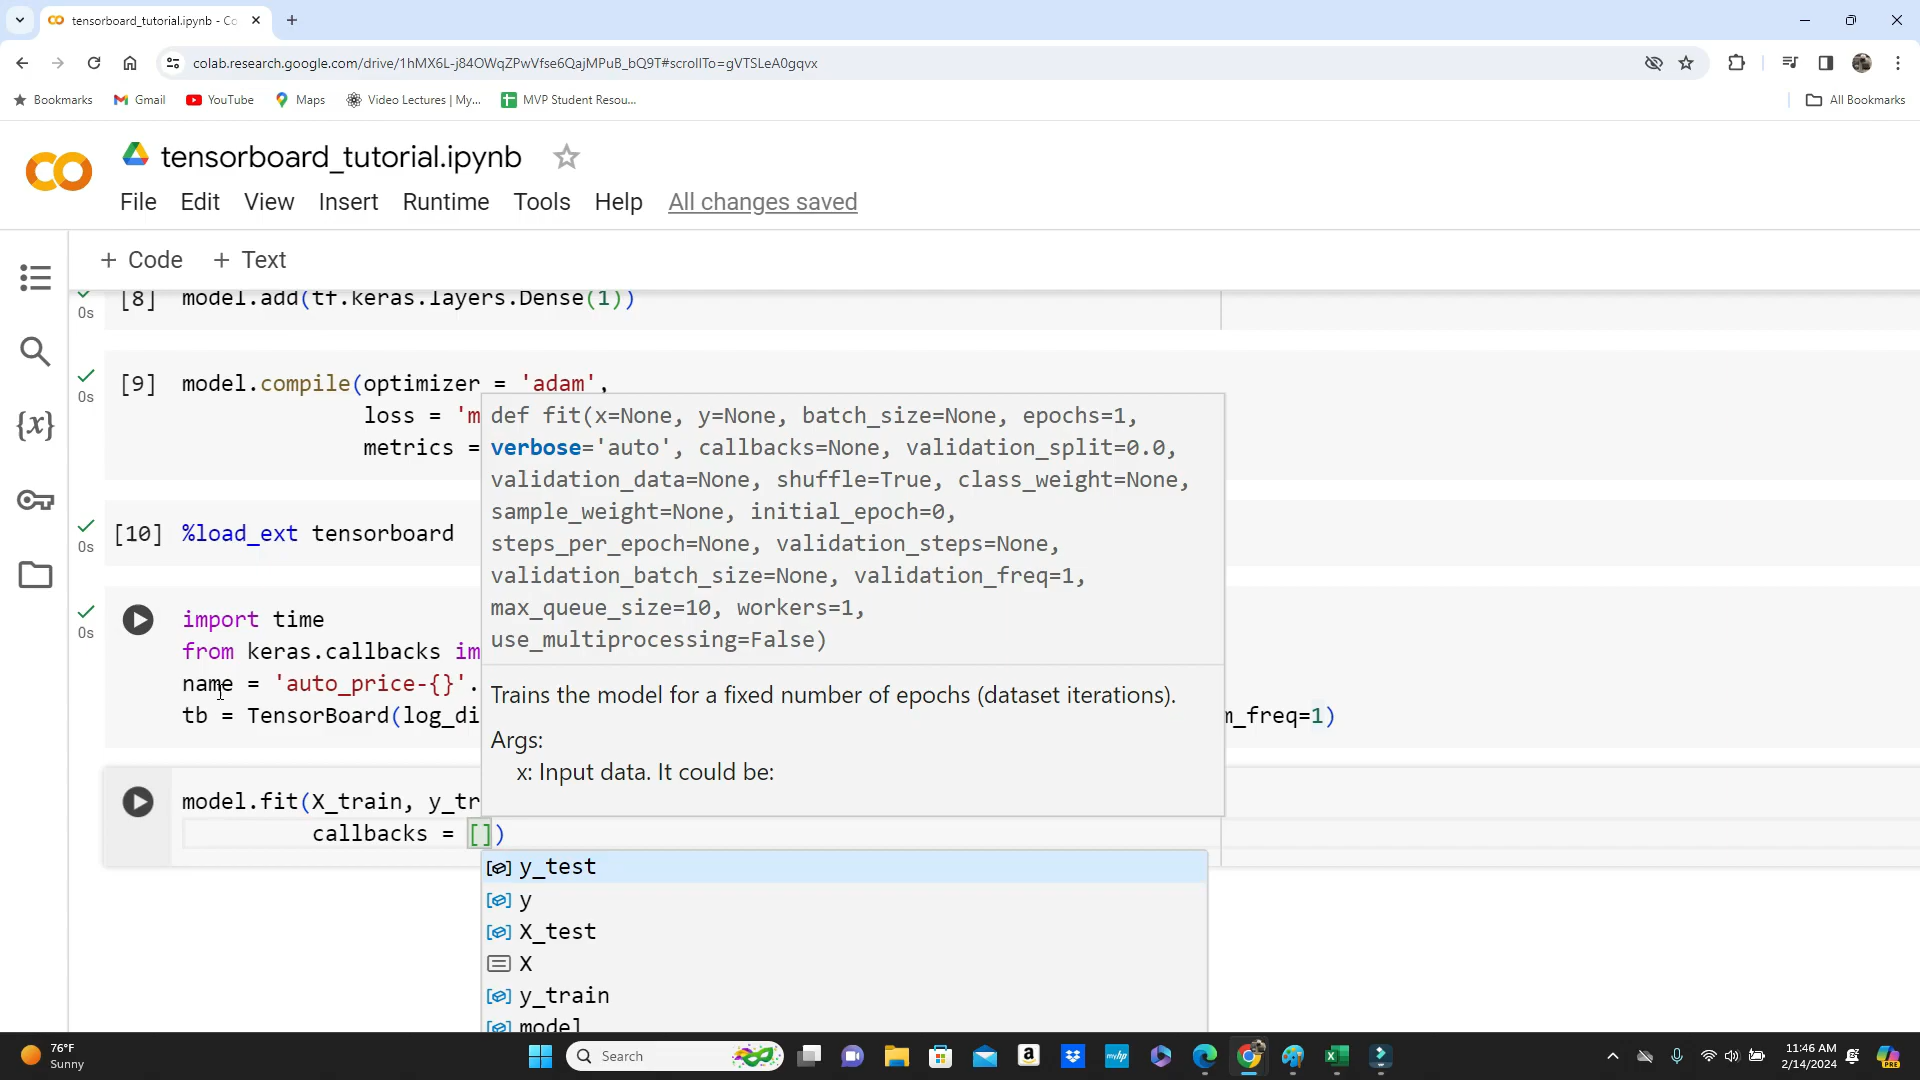 tensorboard_tutorial.ipynb - Co
colab.research.google.com/drive/1hMX6L-j84OWqZPwVfse6QajMPuB_bQ9T#scrollTo=gVTSLeA0gqvx
Bookmarks
Gmail
YouTube
Maps
Video Lectures | My...
MVP Student Resou...
All Bookmarks
tensorboard_tutorial.ipynb
File Edit View Insert Runtime Tools Help All changes saved
+ Code + Text
[8] model.add(tf.keras.layers.Dense(1))
0s
[9] model.compile(optimizer = 'adam',
0s
loss = 'm
metrics =
def fit(x=None, y=None, batch_size=None, epochs=1,
verbose='auto', callbacks=None, validation_split=0.0,
validation_data=None, shuffle=True, class_weight=None,
sample_weight=None, initial_epoch=0,
steps_per_epoch=None, validation_steps=None,
validation_batch_size=None, validation_freq=1,
max_queue_size=10, workers=1,
use_multiprocessing=False)
Trains the model for a fixed number of epochs (dataset iterations).
Args:
x: Input data. It could be:
[10] %load_ext tensorboard
0s
import time
0s
from keras.callbacks im
name = 'auto_price-{}'.
tb = TensorBoard(log_di
m_freq=1)
model.fit(X_train, y_tr
callbacks = [])
y_test
y
X_test
X
y_train
model
76°F
Sunny
Search
11:46 AM
2/14/2024